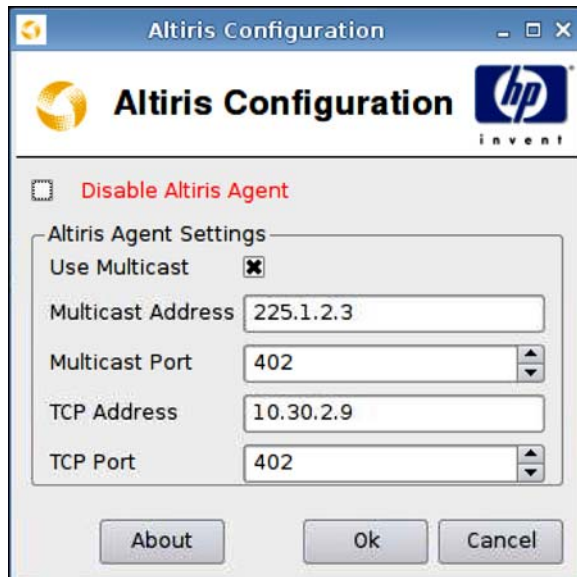 Altiris Configuration
Altiris Configuration
hp
invent
Disable Altiris Agent
Altiris Agent Settings
Use Multicast
Multicast Address 225.1.2.3
Multicast Port 402
TCP Address 10.30.2.9
TCP Port 402
About Ok Cancel